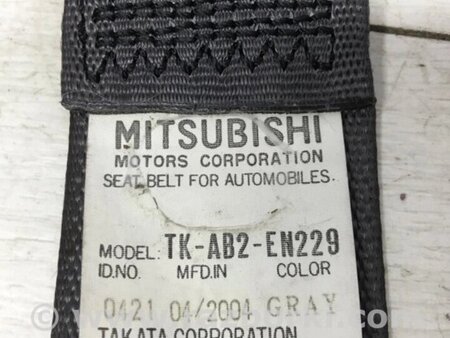 MITSUBISHI
MOTORS CORPORATION
SEAT BELT FOR AUTOMOBILES.
MODEL: TK-AB2-EN229
ID.NO. MFD.IN COLOR
0421 04/2004 GRAY
TAKATA CORPORATION